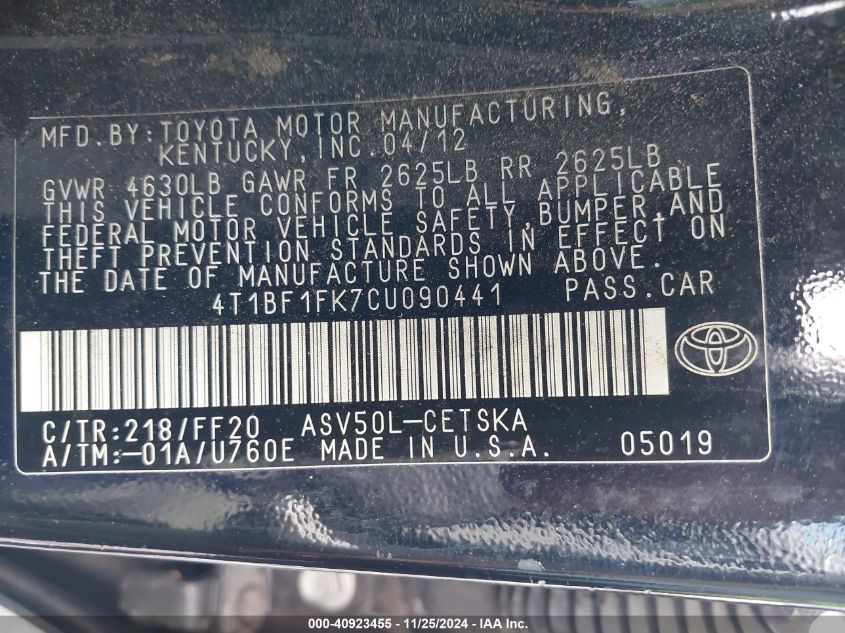 MFD.BY:TOYOTA MOTOR MANUFACTURING,
KENTUCKY,INC.04/12
GVWR 4630LB GAWR FR 2625LB RR 2625LB
THIS VEHICLE CONFORMS TO ALL APPLICABLE
FEDERAL MOTOR VEHICLE SAFETY,BUMPER,AND
THEFT PREVENTION STANDARDS IN EFFECT ON
THE DATE OF MANUFACTURE SHOWN ABOVE.
4T1BF1FK7CU090441 PASS.CAR
C/TR:218/FF20 ASV50L-CETSKA
A/TM:-01A/U760E MADE IN U.S.A. 05019
000-40923455 - 11/25/2024 - IAA Inc.